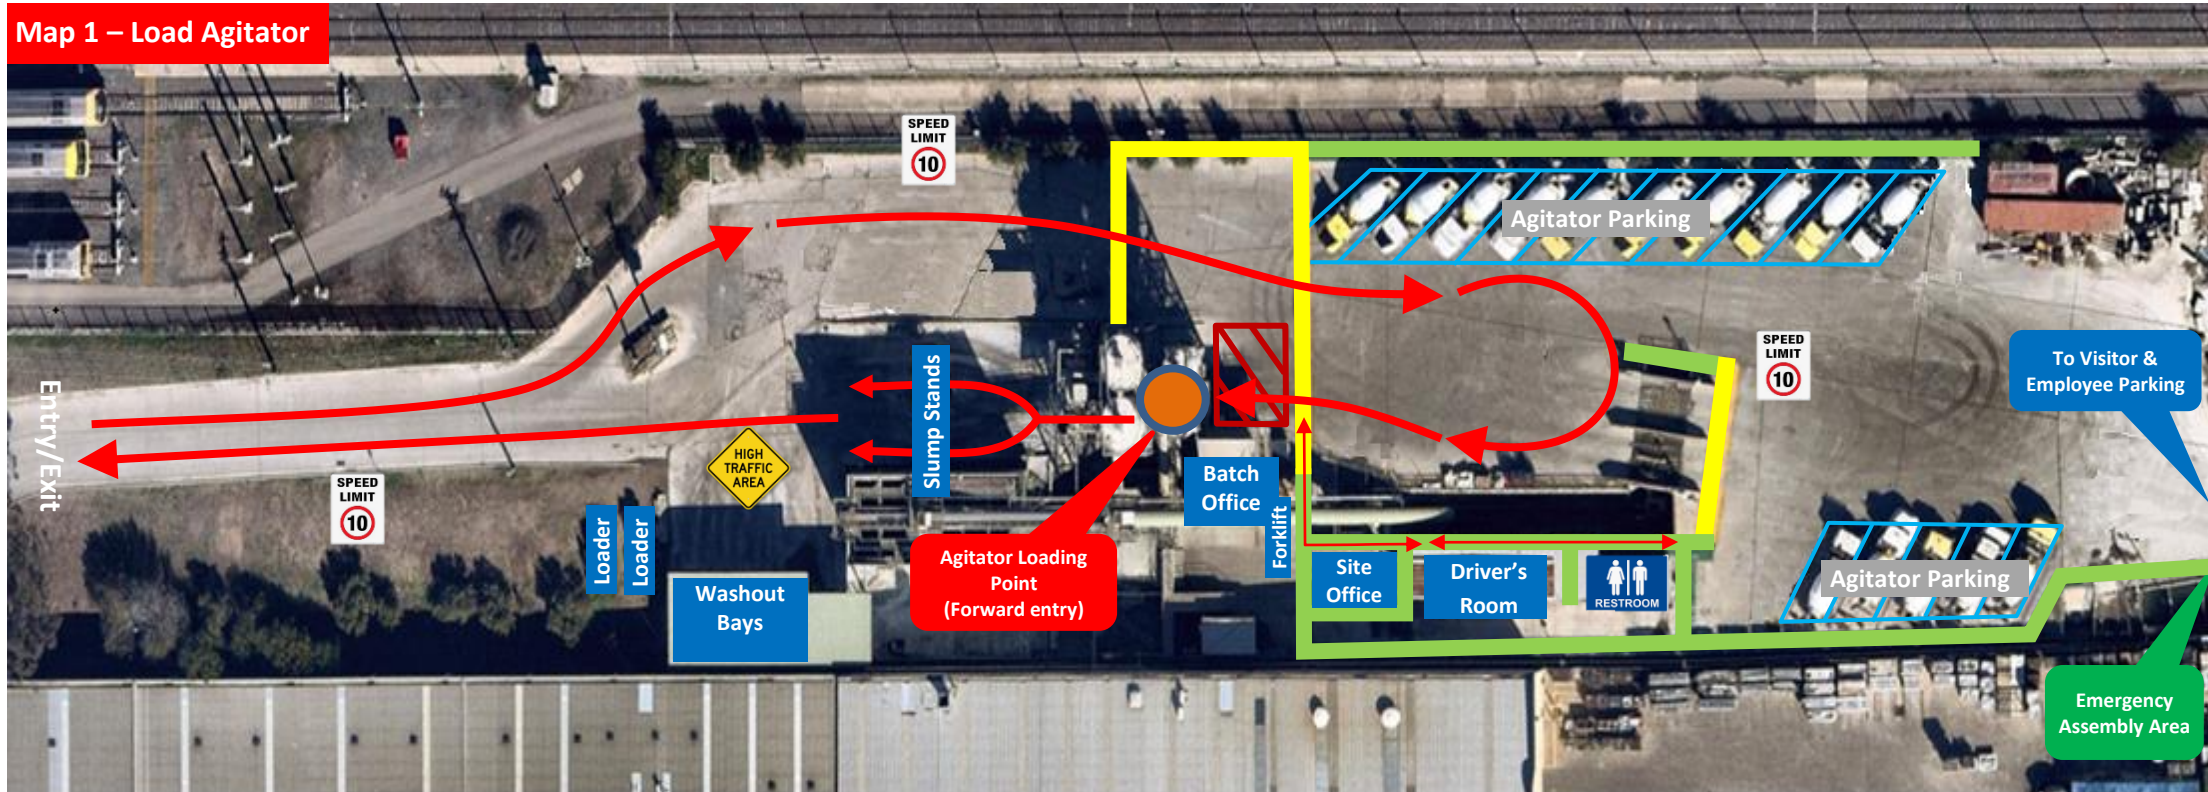 Map 1 – Load Agitator
SPEED
LIMIT
10
Agitator Parking
SPEED
LIMIT
10
To Visitor &
Employee Parking
Entry/Exit
Slump Stands
HIGH
TRAFFIC
AREA
SPEED
LIMIT
10
Batch
Office
Forklift
Loader
Loader
Washout
Bays
Agitator Loading
Point
(Forward entry)
Site
Office
Driver’s
Room
RESTROOM
Agitator Parking
Emergency
Assembly Area